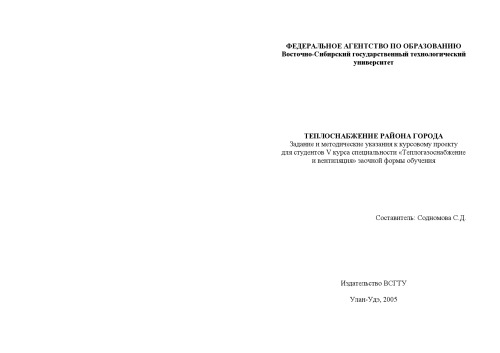 ФЕДЕРАЛЬНОЕ АГЕНТСТВО ПО ОБРАЗОВАНИЮ
Восточно-Сибирский государственный технологический
университет
ТЕПЛОСНАБЖЕНИЕ РАЙОНА ГОРОДА
Задание и методические указания к курсовому проекту
для студентов V курса специальности «Теплогазоснабжение
и вентиляция» заочной формы обучения
Составитель: Содномова С.Д.
Издательство ВСГТУ
Улан-Удэ, 2005